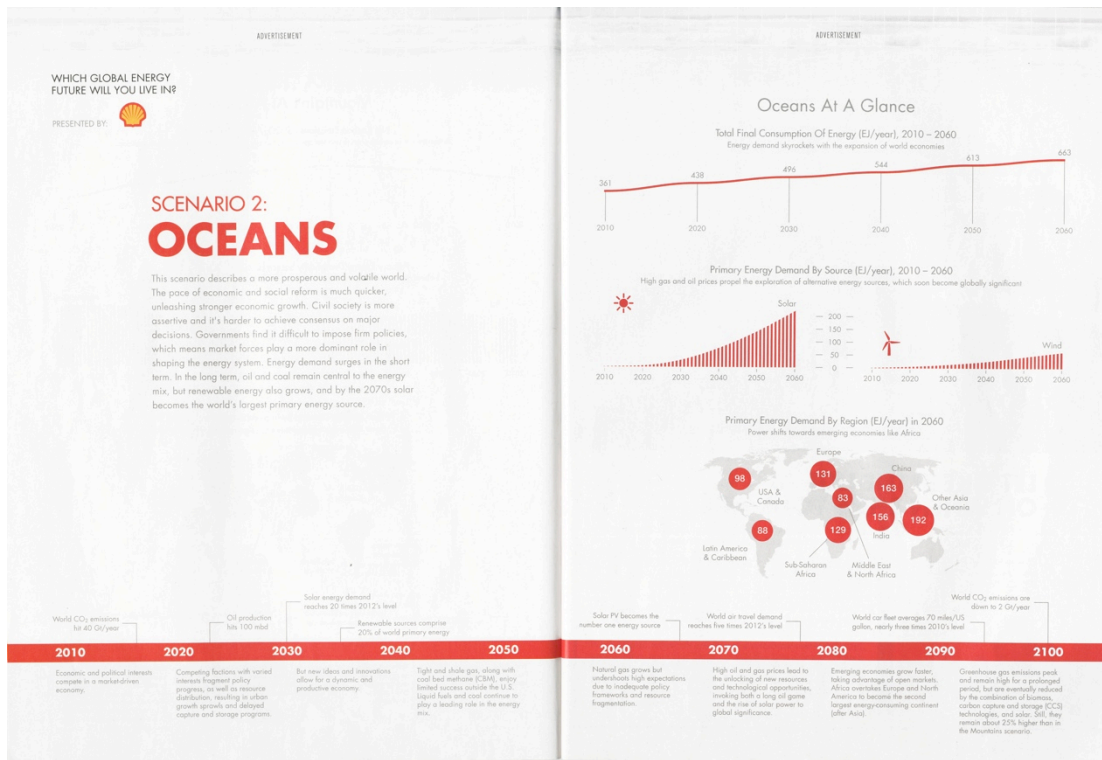 ADVERTISEMENT
WHICH GLOBAL ENERGY
FUTURE WILL YOU LIVE IN?
PRESENTED BY:
SCENARIO 2:
OCEANS
This scenario describes a more prosperous and volatile world.
The pace of economic and social reform is much quicker,
unleashing stronger economic growth. Civil society is more
assertive and it's harder to achieve consensus on major
decisions. Governments find it difficult to impose firm policies,
which means market forces play a more dominant role in
shaping the energy system. Energy demand surges in the short
term. In the long term, oil and coal remain central to the energy
mix, but renewable energy also grows, and by the 2070s solar
becomes the world's largest primary energy source.
World CO₂ emissions
hit 40 Gt/year
Oil production
hits 100 mbd
Solar energy demand
reaches 20 times 2012's level
Renewable sources comprise
20% of world primary energy
2010 2020 2030 2040 2050
Economic and political interests
compete in a market-driven
economy.
Competing factions with varied
interests fragment policy
progress, as well as resource
distribution, resulting in urban
growth sprawls and delayed
capture and storage programs.
But new ideas and innovations
allow for a dynamic and
productive economy.
Tight and shale gas, along with
coal bed methane (CBM), enjoy
limited success outside the U.S.
Liquid fuels and coal continue to
play a leading role in the energy
mix.
ADVERTISEMENT
Oceans At A Glance
Total Final Consumption Of Energy (EJ/year), 2010 – 2060
Energy demand skyrockets with the expansion of world economies
361 438 496 544 613 663
2010 2020 2030 2040 2050 2060
Primary Energy Demand By Source (EJ/year), 2010 – 2060
High gas and oil prices propel the exploration of alternative energy sources, which soon become globally significant
Solar
2010 2020 2030 2040 2050 2060
200
150
100
50
0
Wind
2010 2020 2030 2040 2050 2060
Primary Energy Demand By Region (EJ/year) in 2060
Power shifts towards emerging economies like Africa
98
USA &
Canada
Europe
131
83
China
163
156
India
192
Other Asia
& Oceania
88
Latin America
& Caribbean
129
Sub-Saharan
Africa
Middle East
& North Africa
Solar PV becomes the
number one energy source
World air travel demand
reaches five times 2012's level
World car fleet averages 70 miles/US
gallon, nearly three times 2010's level
World CO₂ emissions are
down to 2 Gt/year
2060 2070 2080 2090 2100
Natural gas grows but
undershoots high expectations
due to inadequate policy
frameworks and resource
fragmentation.
High oil and gas prices lead to
the unlocking of new resources
and technological opportunities,
invoking both a long oil game
and the rise of solar power to
global significance.
Emerging economies grow faster,
taking advantage of open markets.
Africa overtakes Europe and North
America to become the second
largest energy-consuming continent
(after Asia).
Greenhouse gas emissions peak
and remain high for a prolonged
period, but are eventually reduced
by the combination of biomass,
carbon capture and storage (CCS)
technologies, and solar. Still, they
remain about 25% higher than in
the Mountains scenario.